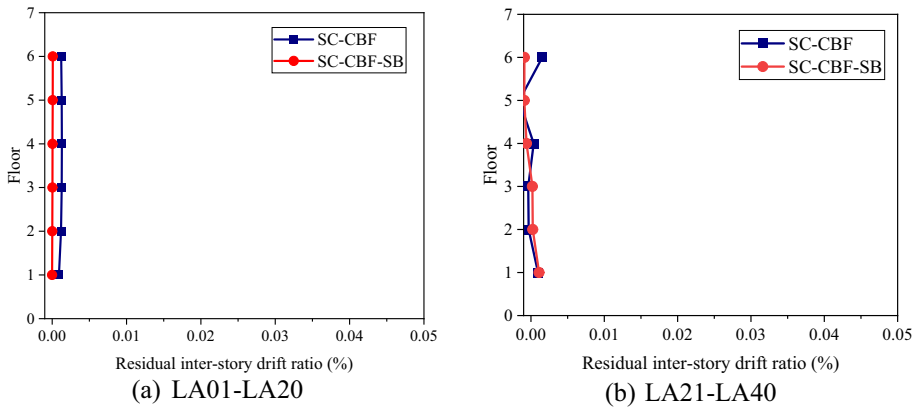 7
6
5
4
3
2
1
0
Floor
SC-CBF
SC-CBF-SB
0.00 0.01 0.02 0.03 0.04 0.05
Residual inter-story drift ratio (%)
(a) LA01-LA20
7
6
5
4
3
2
1
0
Floor
SC-CBF
SC-CBF-SB
0.00 0.01 0.02 0.03 0.04 0.05
Residual inter-story drift ratio (%)
(b) LA21-LA40